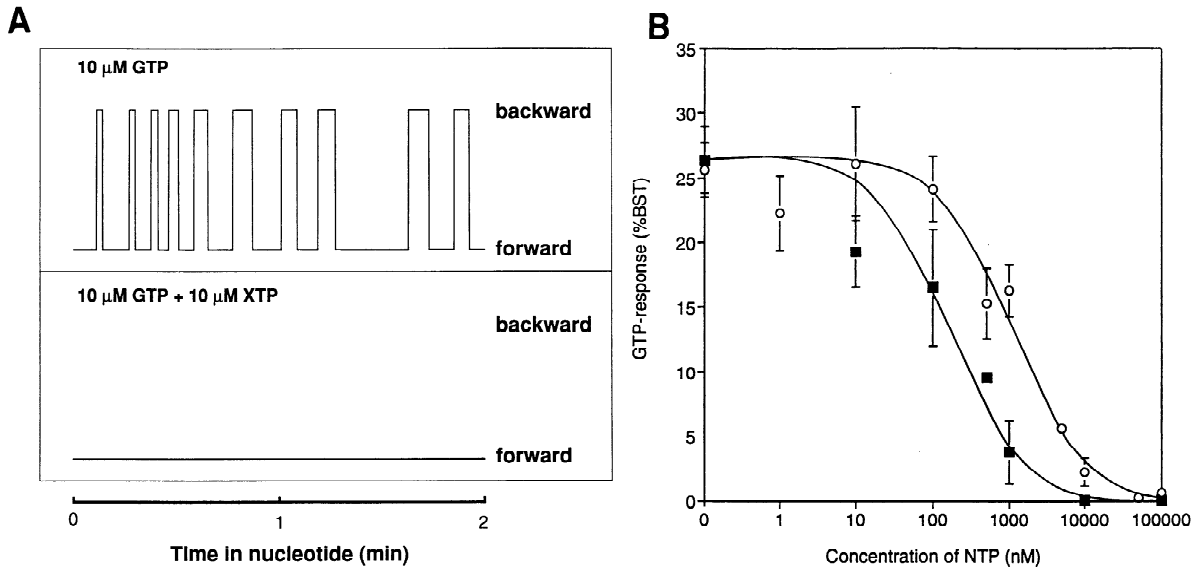 A
10 µM GTP
backward
forward
10 µM GTP + 10 µM XTP
backward
forward
0 1 2
Time in nucleotide (min)
B
35
30
25
20
15
10
5
0
GTP-response (%BST)
0 1 10 100 1000 10000 100000
Concentration of NTP (nM)